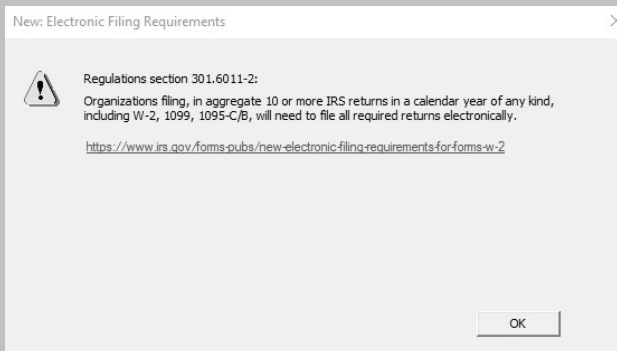 New: Electronic Filing Requirements
Regulations section 301.6011-2:
Organizations filing, in aggregate 10 or more IRS returns in a calendar year of any kind,
including W-2, 1099, 1095-C/B, will need to file all required returns electronically.
https://www.irs.gov/forms-pubs/new-electronic-filing-requirements-for-forms-w-2
OK